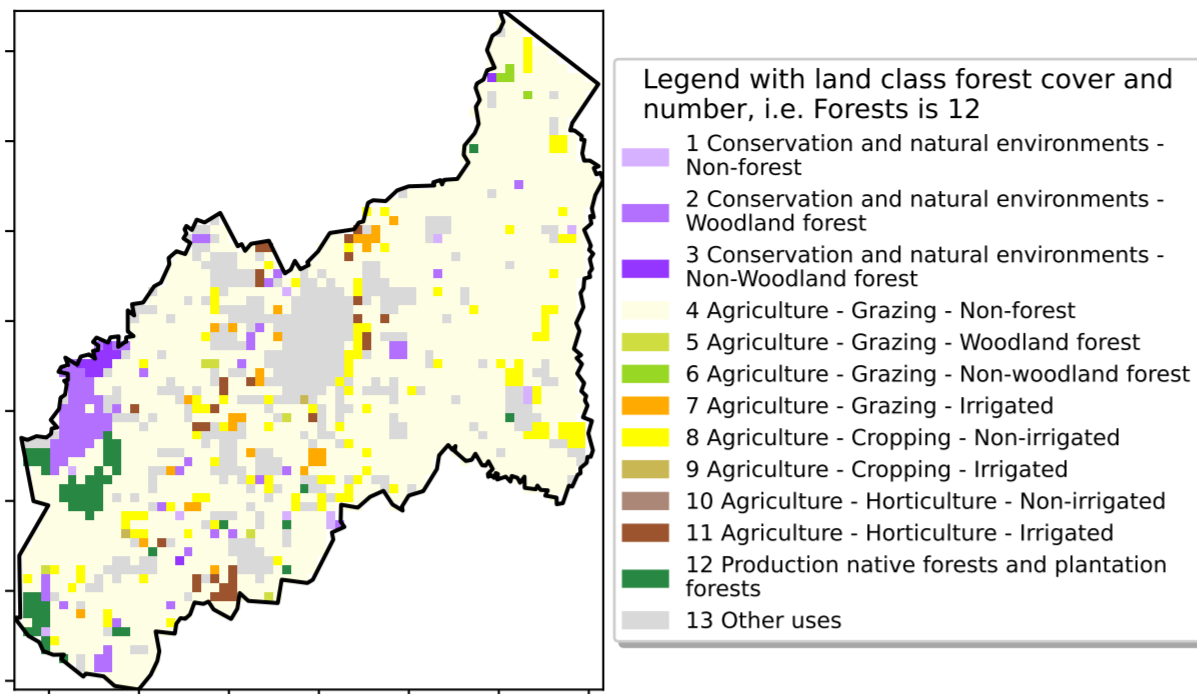 Legend with land class forest cover and
number, i.e. Forests is 12
1 Conservation and natural environments -
Non-forest
2 Conservation and natural environments -
Woodland forest
3 Conservation and natural environments -
Non-Woodland forest
4 Agriculture - Grazing - Non-forest
5 Agriculture - Grazing - Woodland forest
6 Agriculture - Grazing - Non-woodland forest
7 Agriculture - Grazing - Irrigated
8 Agriculture - Cropping - Non-irrigated
9 Agriculture - Cropping - Irrigated
10 Agriculture - Horticulture - Non-irrigated
11 Agriculture - Horticulture - Irrigated
12 Production native forests and plantation
forests
13 Other uses